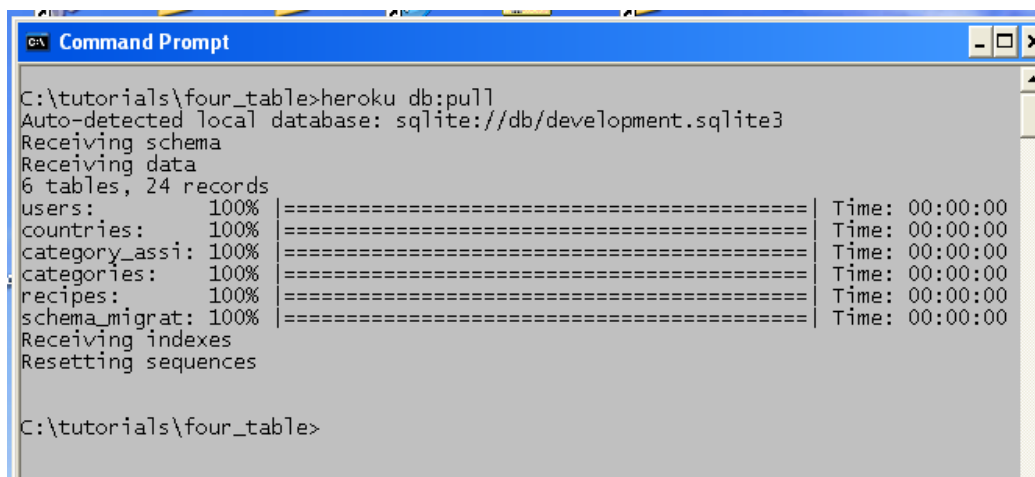 Command Prompt
C:\tutorials\four_table>heroku db:pull
Auto-detected local database: sqlite://db/development.sqlite3
Receiving schema
Receiving data
6 tables, 24 records
users:         100% |==========================================| Time: 00:00:00
countries:     100% |==========================================| Time: 00:00:00
category_assi: 100% |==========================================| Time: 00:00:00
categories:    100% |==========================================| Time: 00:00:00
recipes:       100% |==========================================| Time: 00:00:00
schema_migrat: 100% |==========================================| Time: 00:00:00
Receiving indexes
Resetting sequences
C:\tutorials\four_table>